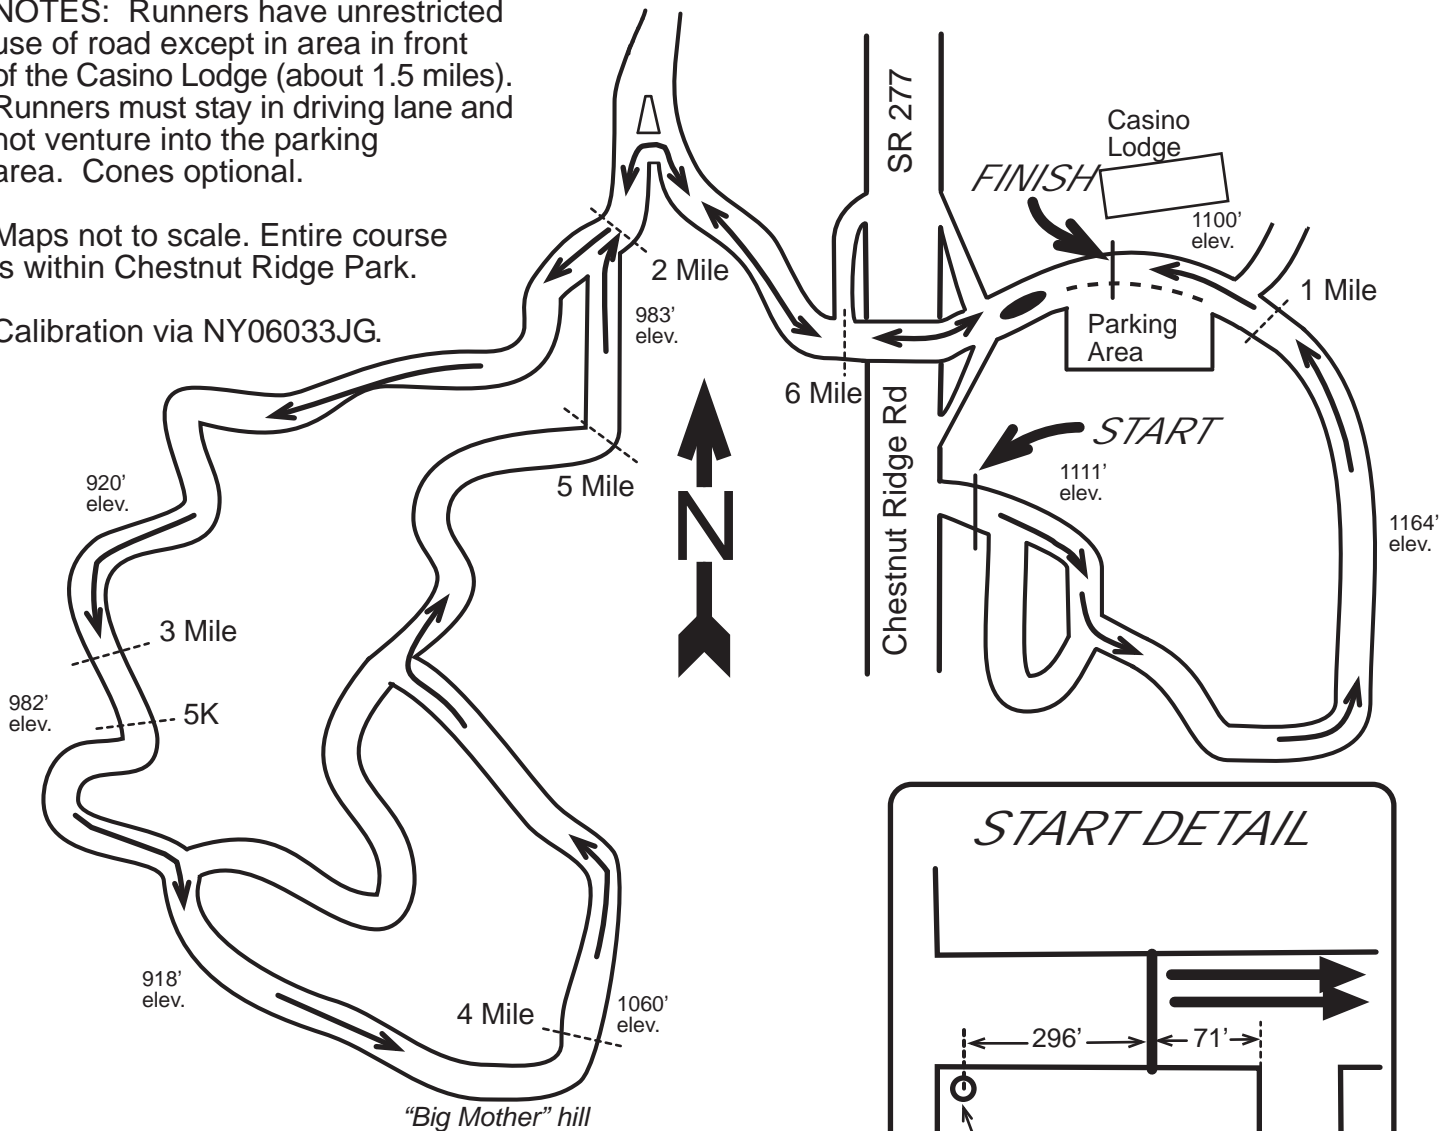 NOTES:  Runners have unrestricted
use of road except in area in front
of the Casino Lodge (about 1.5 miles).
Runners must stay in driving lane and
not venture into the parking
area.  Cones optional.
Maps not to scale. Entire course
is within Chestnut Ridge Park.
Calibration via NY06033JG.
SR 277
Casino
Lodge
FINISH
1100’
elev.
1 Mile
2 Mile
983’
elev.
Parking
Area
6 Mile
Chestnut Ridge Rd
START
1111’
elev.
5 Mile
920’
elev.
N
1164’
elev.
3 Mile
982’
elev.
5K
918’
elev.
4 Mile
1060’
elev.
“Big Mother” hill
START DETAIL
296’
71’